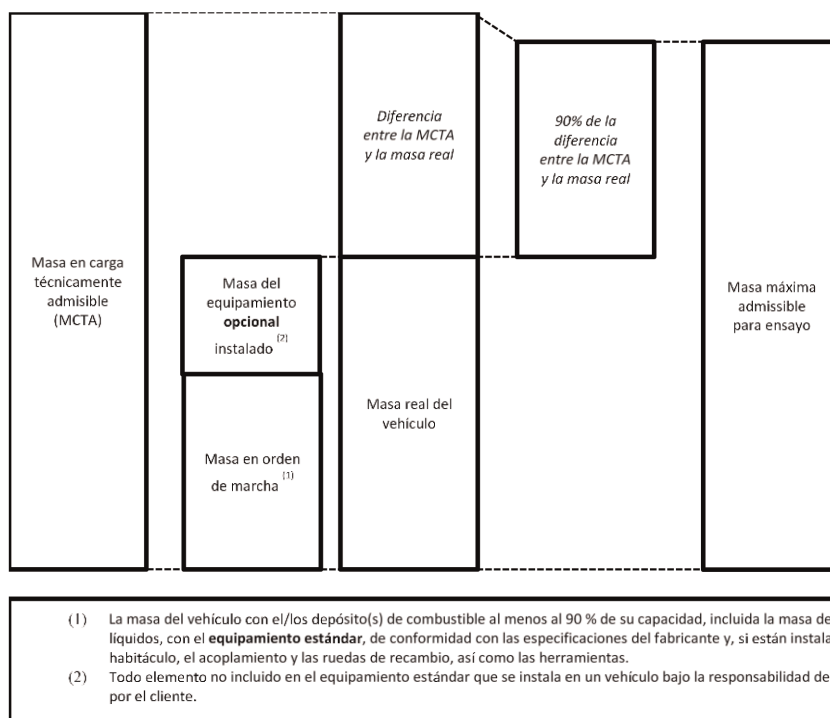 Diferencia
entre la MCTA
y la masa real
90% de la
diferencia
entre la MCTA
y la masa real
Masa en carga
técnicamente
admisible
(MCTA)
Masa del
equipamiento
opcional
instalado (2)
Masa máxima
admissible
para ensayo
Masa real del
vehículo
Masa en orden
de marcha (1)
(1) La masa del vehículo con el/los depósito(s) de combustible al menos al 90 % de su capacidad, incluida la masa de
líquidos, con el equipamiento estándar, de conformidad con las especificaciones del fabricante y, si están instala
habitáculo, el acoplamiento y las ruedas de recambio, así como las herramientas.
(2) Todo elemento no incluido en el equipamiento estándar que se instala en un vehículo bajo la responsabilidad de
por el cliente.